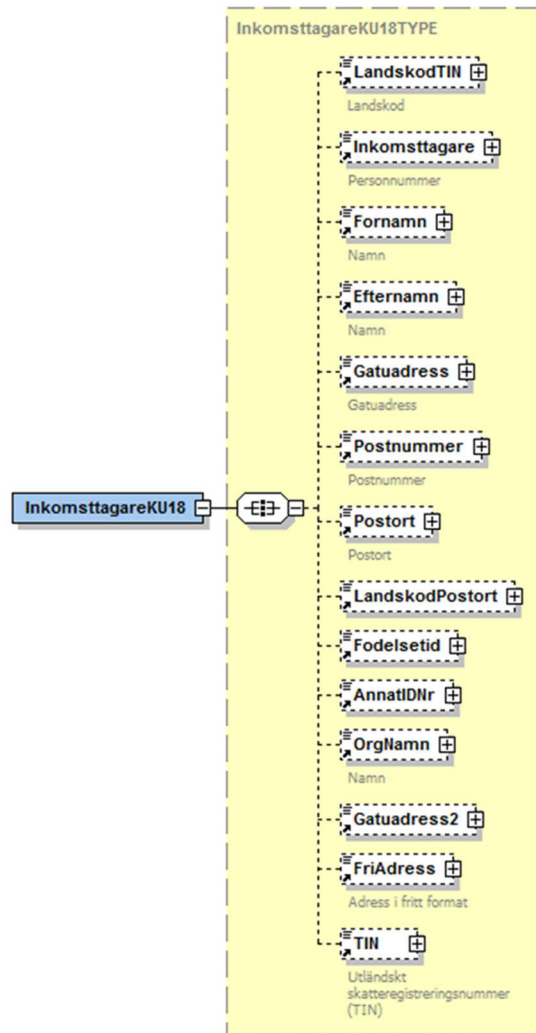 InkomsttagareKU18TYPE
LandskodTIN
Landskod
Inkomsttagare
Personnummer
Fornamn
Namn
Efternamn
Namn
Gatuadress
Gatuadress
Postnummer
Postnummer
InkomsttagareKU18
Postort
Postort
LandskodPostort
Fodelsetid
AnnatIDNr
OrgNamn
Namn
Gatuadress2
FriAdress
Adress i fritt format
TIN
Utländskt
skatteregistreringsnummer
(TIN)